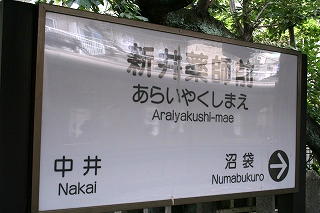 新井薬師前
あらいやくしまえ
Araiyakushi-mae
中井 沼袋
Nakai Numabukuro